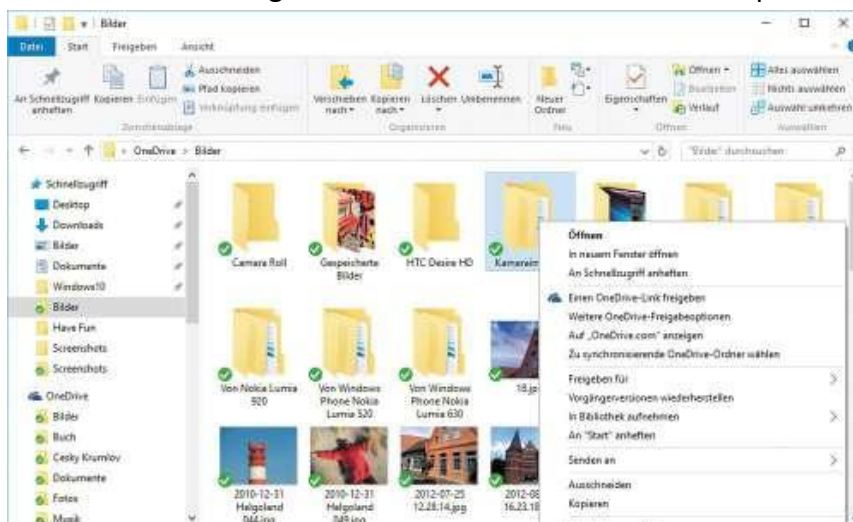 Bilder
Datei Start Freigeben Ansicht
An Schnellzugriff anheften
Kopieren
Einfügen
Ausschneiden
Pfad kopieren
Verknüpfung einfügen
Verschieben nach
Kopieren nach
Löschen
Umbenennen
Neuer Ordner
Eigenschaften
Öffnen
Bearbeiten
Verlauf
Alles auswählen
Nichts auswählen
Auswahl umkehren
Zwischenablage
Organisieren
Neu
Öffnen
Auswählen
OneDrive > Bilder
"Bilder" durchsuchen
Schnellzugriff
Desktop
Downloads
Bilder
Dokumente
Windows10
Bilder
Have Fun
Screenshots
Screenshots
OneDrive
Bilder
Buch
Cesky Krumlov
Dokumente
Fotos
Musik
Camera Roll
Gespeicherte
Bilder
HTC Desire HD
Von Nokia Lumia
920
Von Windows
Phone Nokia
Lumia 520
Von Windows
Phone Nokia
Lumia 630
2010-12-31
Helgoland
044.jpg
2010-12-31
Helgoland
049.jpg
2012-07-25
12.28.14.jpg
Öffnen
In neuem Fenster öffnen
An Schnellzugriff anheften
Einen OneDrive-Link freigeben
Weitere OneDrive-Freigabeoptionen
Auf „OneDrive.com" anzeigen
Zu synchronisierende OneDrive-Ordner wählen
Freigeben für
Vorgängerversionen wiederherstellen
In Bibliothek aufnehmen
An "Start" anheften
Senden an
Ausschneiden
Kopieren